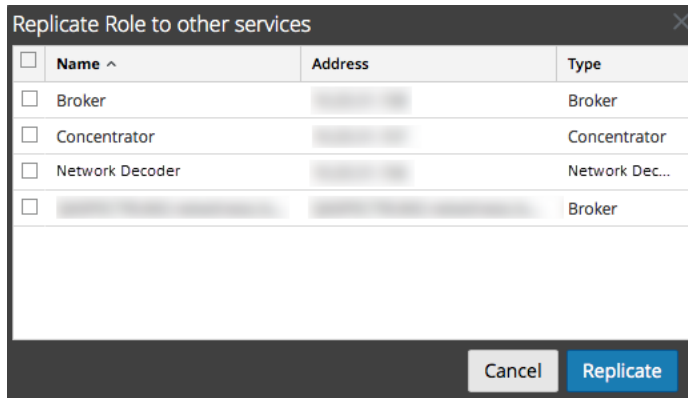 Replicate Role to other services
Name Address Type
Broker Broker
Concentrator Concentrator
Network Decoder Network Dec...
Broker
Cancel Replicate